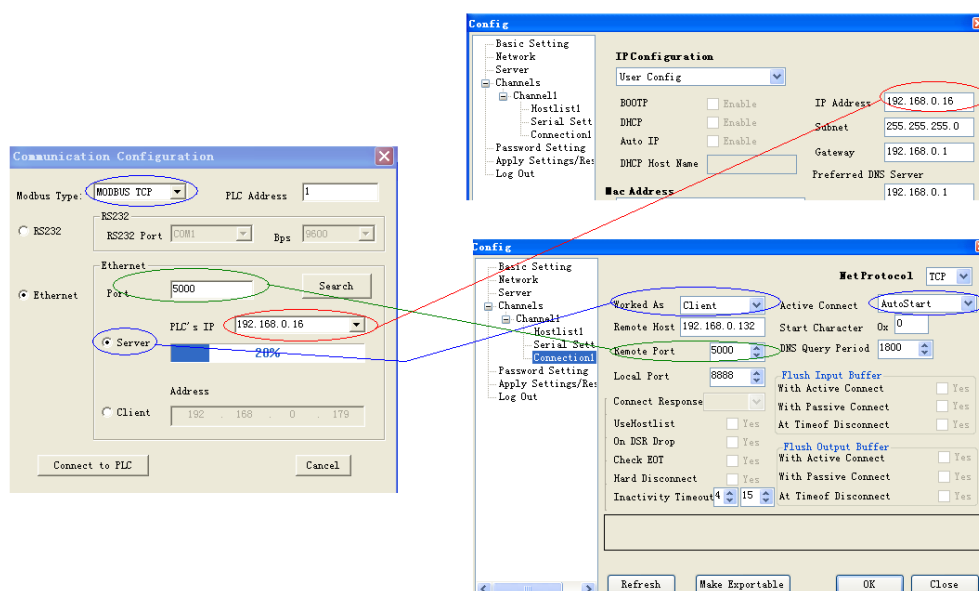 Communication Configuration
Modbus Type: MODBUS TCP PLC Address 1
RS232
RS232 RS232 Port COM1 Bps 9600
Ethernet
Ethernet Port 5000 Search
PLC's IP 192.168.0.16
Server 20%
Address
Client 192 . 168 . 0 . 179
Connect to PLC Cancel
Config
Basic Setting
Network
Server
Channels
Channel1
Hostlist1
Serial Sett
Connection1
Password Setting
Apply Settings/Res
Log Out
IPConfiguration
User Config
BOOTP Enable IP Address 192.168.0.16
DHCP Enable Subnet 255.255.255.0
Auto IP Enable Gateway 192.168.0.1
DHCP Host Name Preferred DNS Server
Mac Address 192.168.0.1
Config
Basic Setting
Network
Server
Channels
Channel1
Hostlist1
Serial Sett
Connection1
Password Setting
Apply Settings/Res
Log Out
NetProtocol TCP
Worked As Client Active Connect AutoStart
Remote Host 192.168.0.132 Start Character 0x 0
Remote Port 5000 DNS Query Period 1800
Local Port 8888 Flush Input Buffer
With Active Connect Yes
Connect Response With Passive Connect Yes
UseHostlist Yes At Timeof Disconnect Yes
On DSR Drop Yes Flush Output Buffer
Check EOT Yes With Active Connect Yes
Hard Disconnect Yes With Passive Connect Yes
Inactivity Timeout 4 15 At Timeof Disconnect Yes
Refresh Make Exportable OK Close